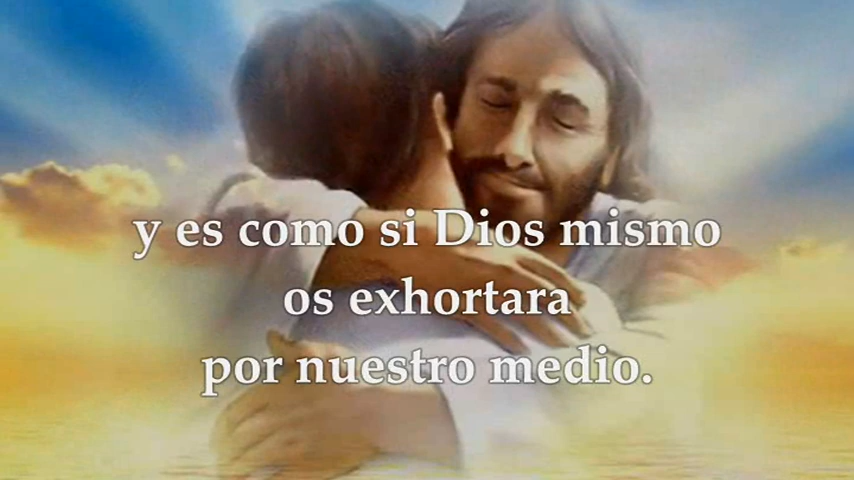 y es como si Dios mismo
os exhortara
por nuestro medio.